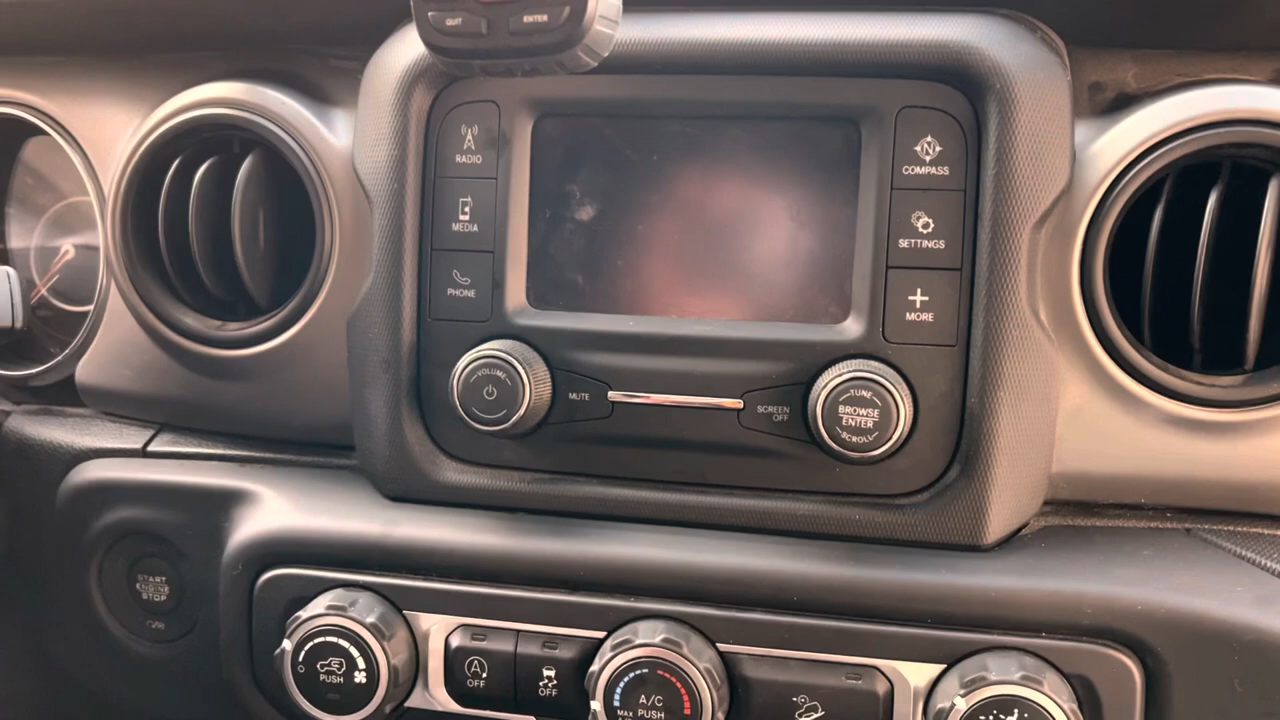 QUIT
ENTER
RADIO
MEDIA
PHONE
N
COMPASS
SETTINGS
MORE
VOLUME
MUTE
SCREEN
OFF
TUNE
BROWSE
ENTER
SCROLL
START
ENGINE
STOP
PUSH
A
OFF
OFF
A/C
PUSH
MAX